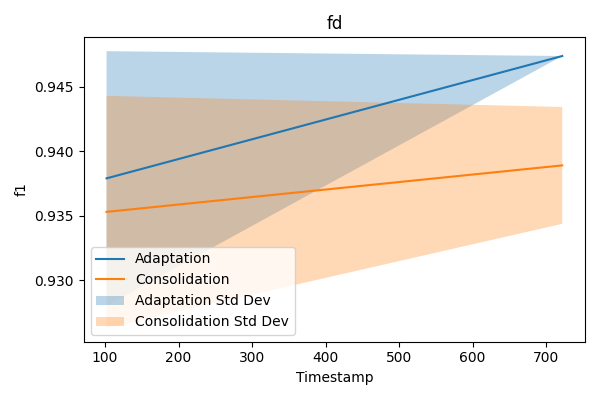 fd
f1
0.945
0.940
0.935
0.930
Adaptation
Consolidation
Adaptation Std Dev
Consolidation Std Dev
100 200 300 400 500 600 700
Timestamp